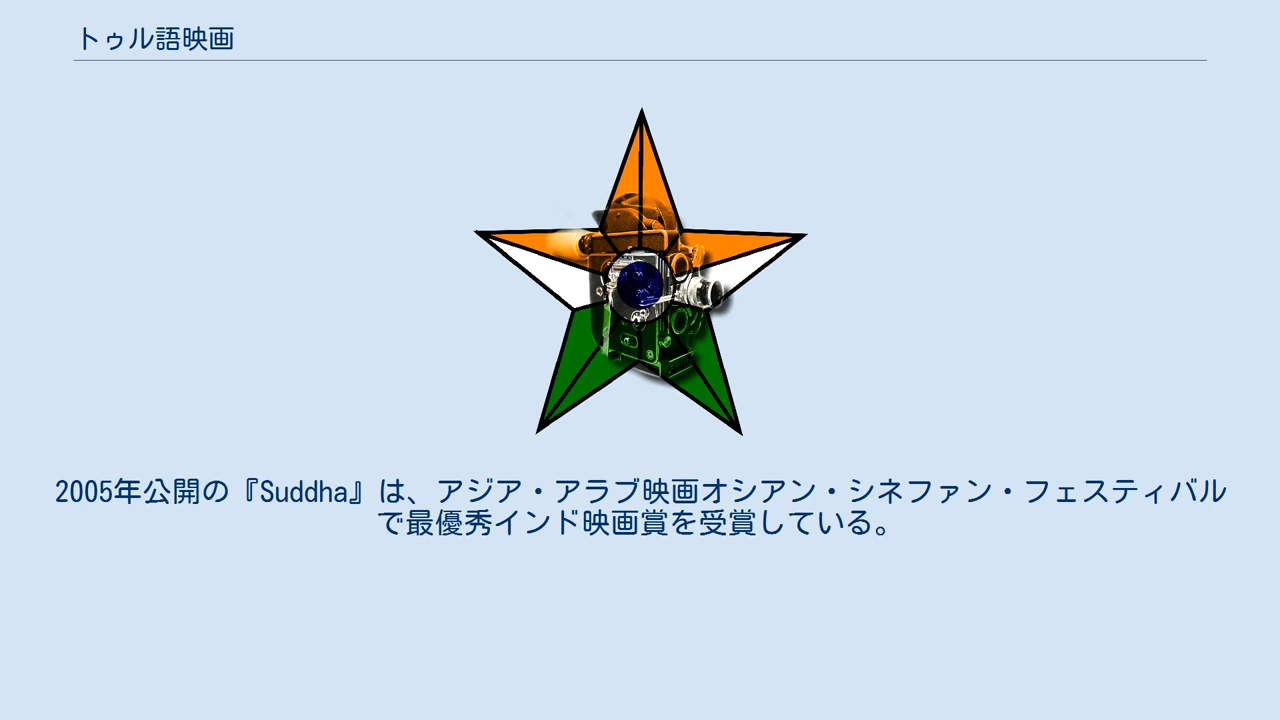 トゥル語映画
2005年公開の『Suddha』は、アジア・アラブ映画オシアン・シネファン・フェスティバル
で最優秀インド映画賞を受賞している。